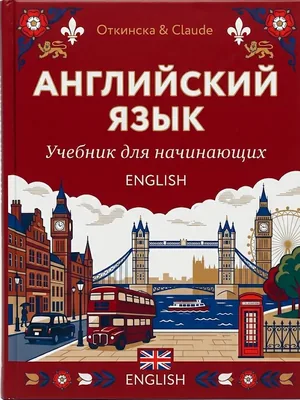 Откинска & Claude
АНГЛИЙСКИЙ
ЯЗЫК
Учебник для начинающих
ENGLISH
ENGLISH